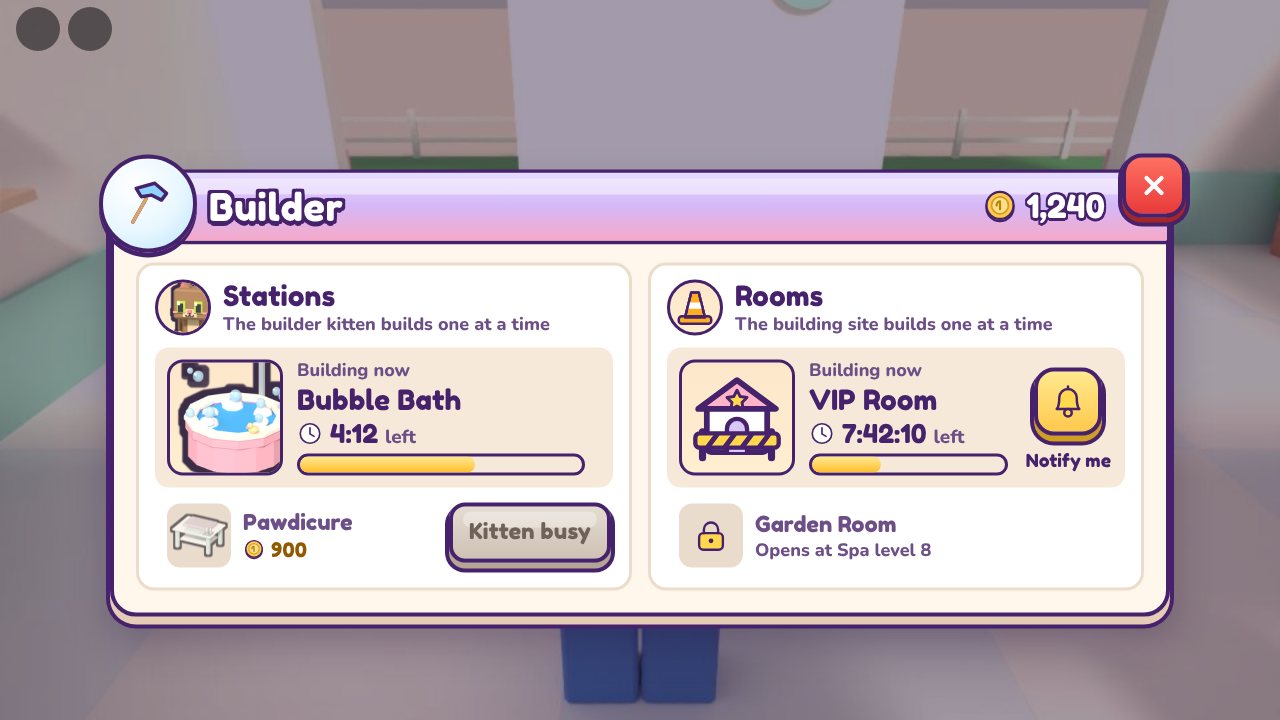 Builder
1,240
Stations
The builder kitten builds one at a time
Building now
Bubble Bath
4:12 left
Pawdicure
900
Kitten busy
Rooms
The building site builds one at a time
Building now
VIP Room
7:42:10 left
Notify me
Garden Room
Opens at Spa level 8